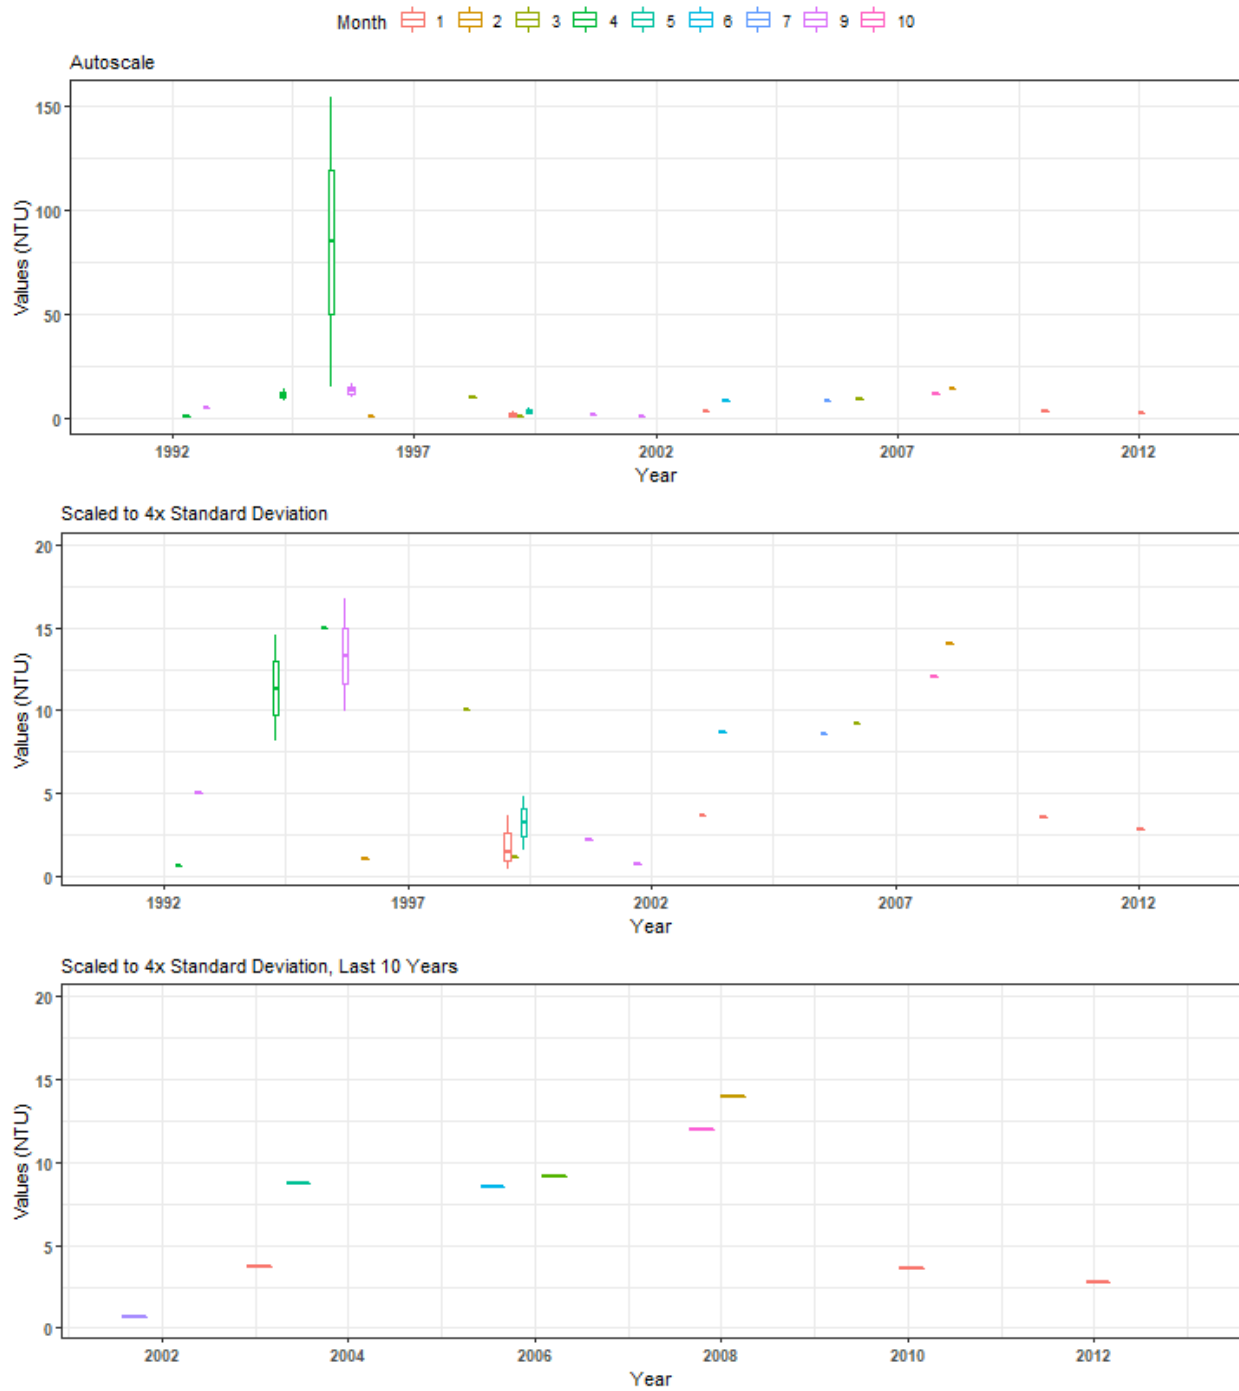 Month 1 2 3 4 5 6 7 9 10
Autoscale
150
100
50
0
Values (NTU)
1992 1997 2002 2007 2012
Year
Scaled to 4x Standard Deviation
20
15
10
5
0
Values (NTU)
1992 1997 2002 2007 2012
Year
Scaled to 4x Standard Deviation, Last 10 Years
20
15
10
5
0
Values (NTU)
2002 2004 2006 2008 2010 2012
Year